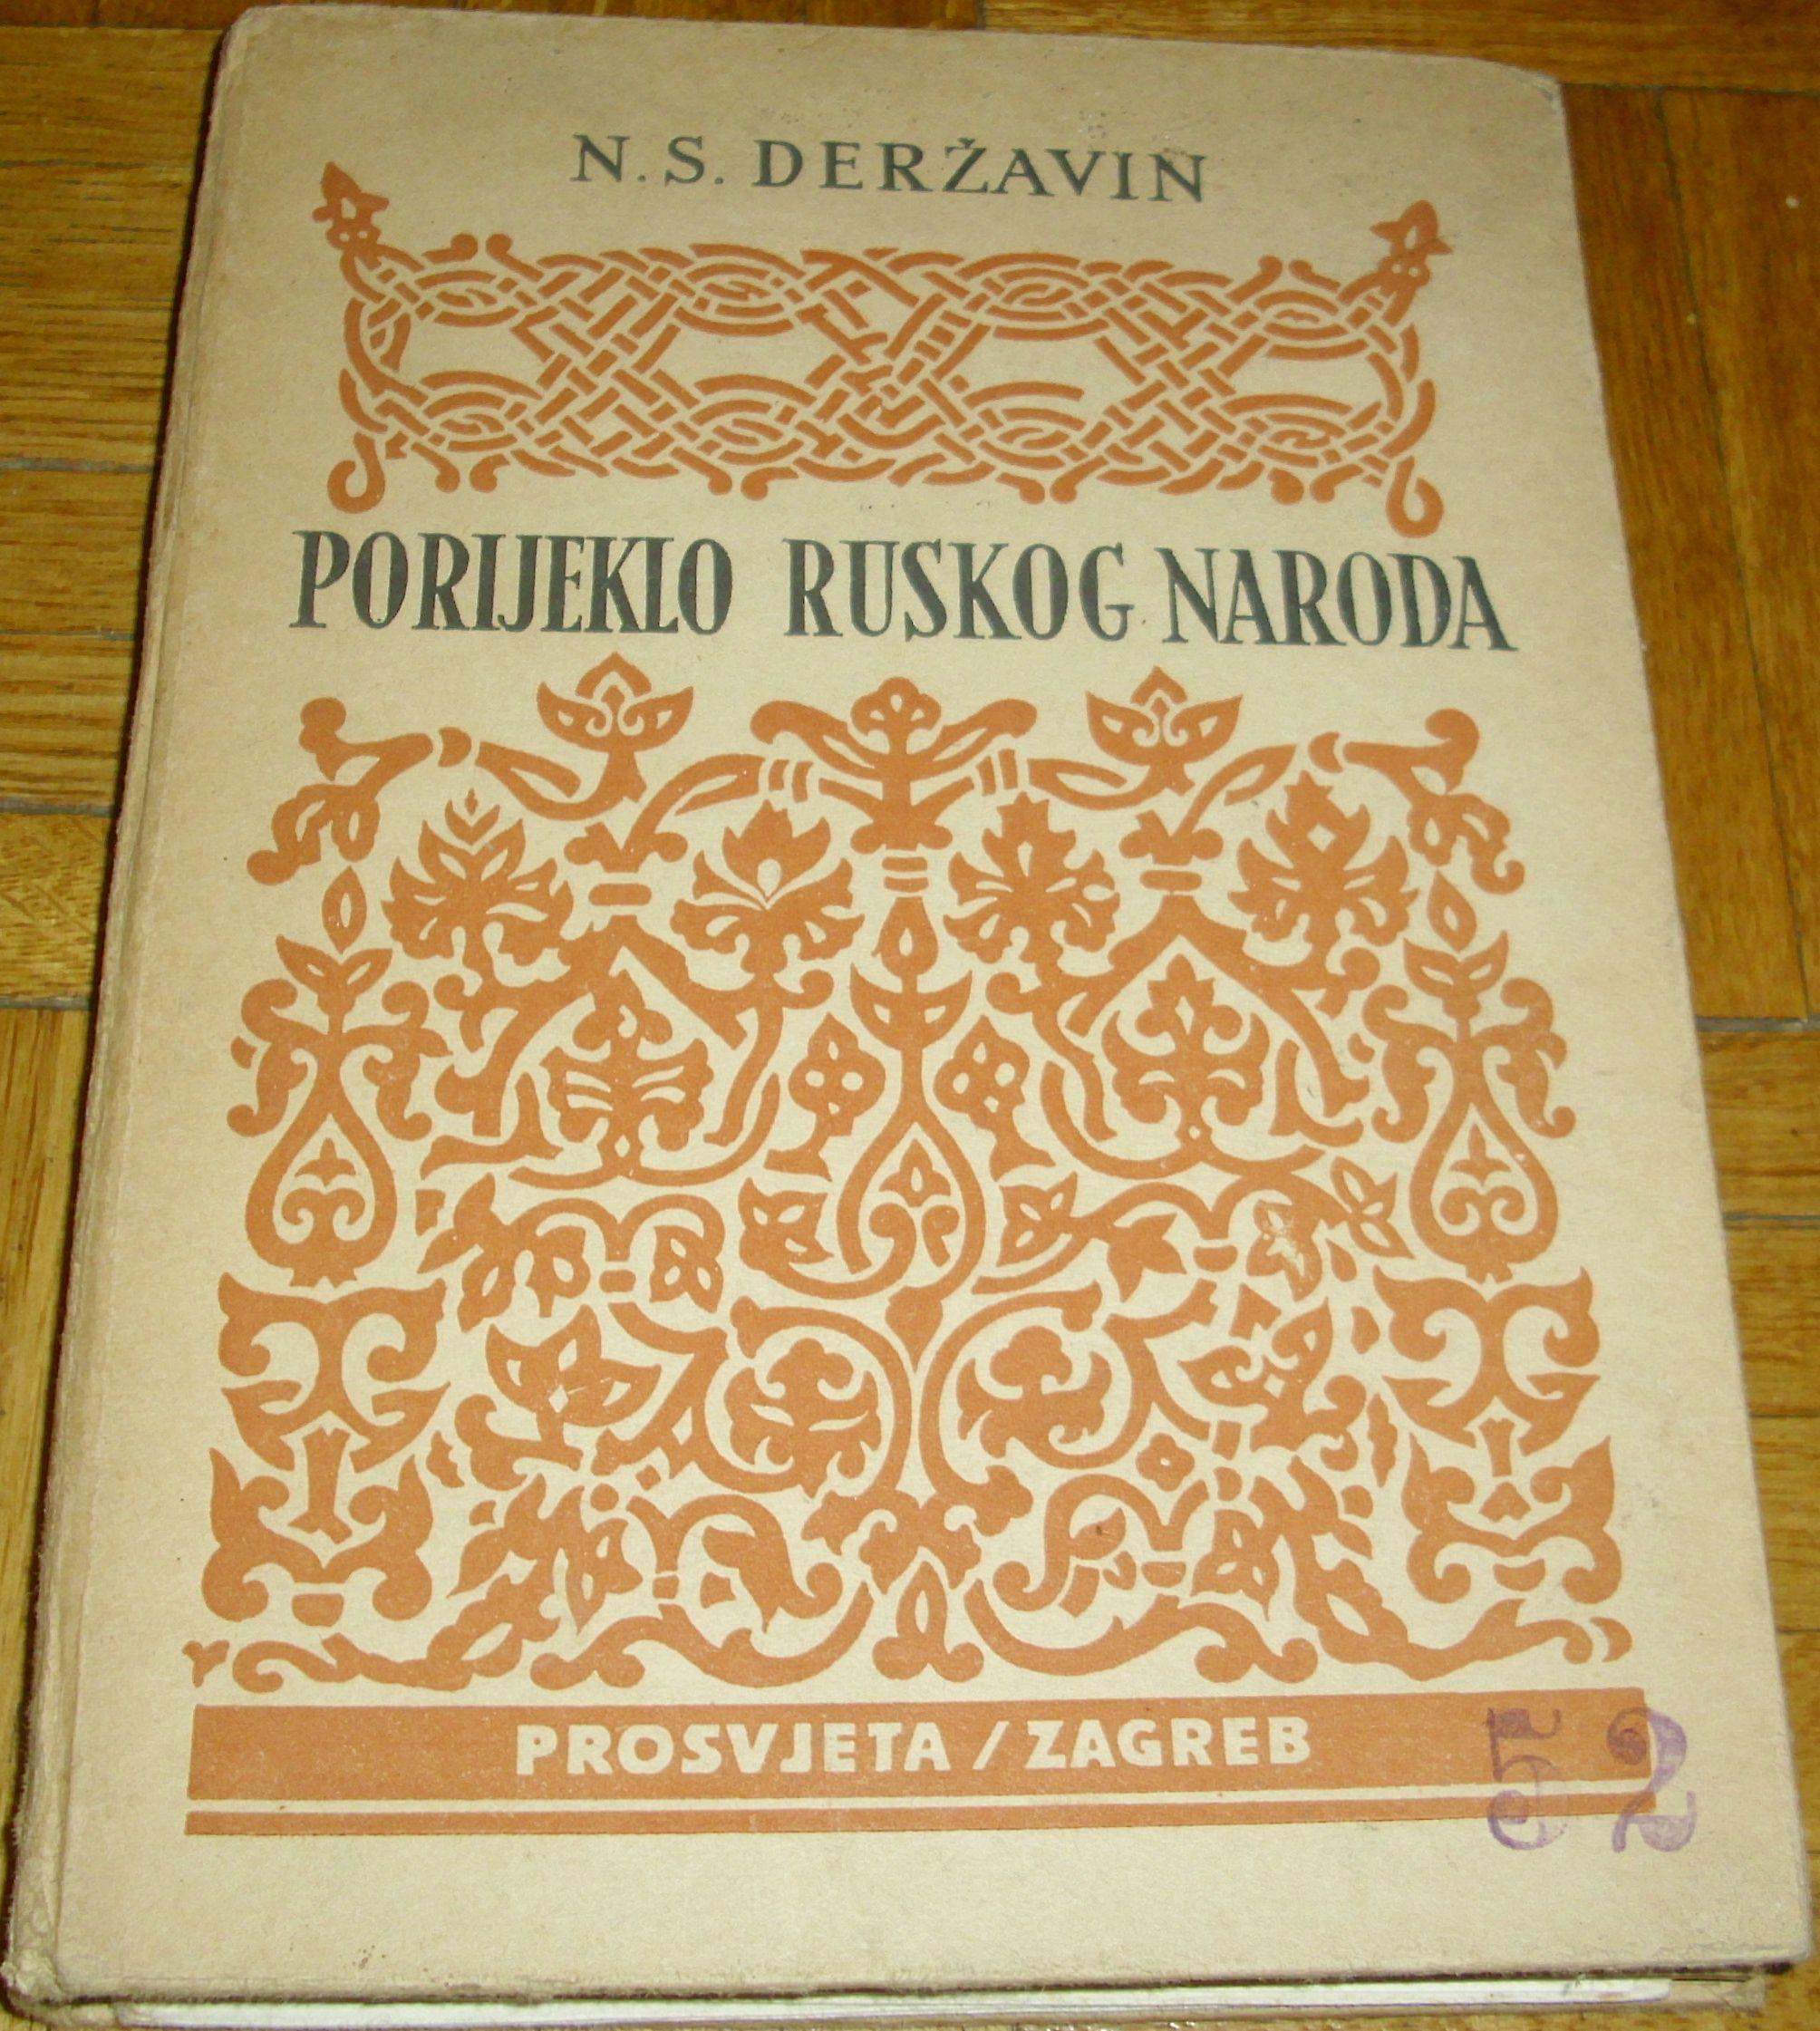 N. S. DERŽAVIN
PORIJEKLO RUSKOG NARODA
PROSVJETA / ZAGREB
52